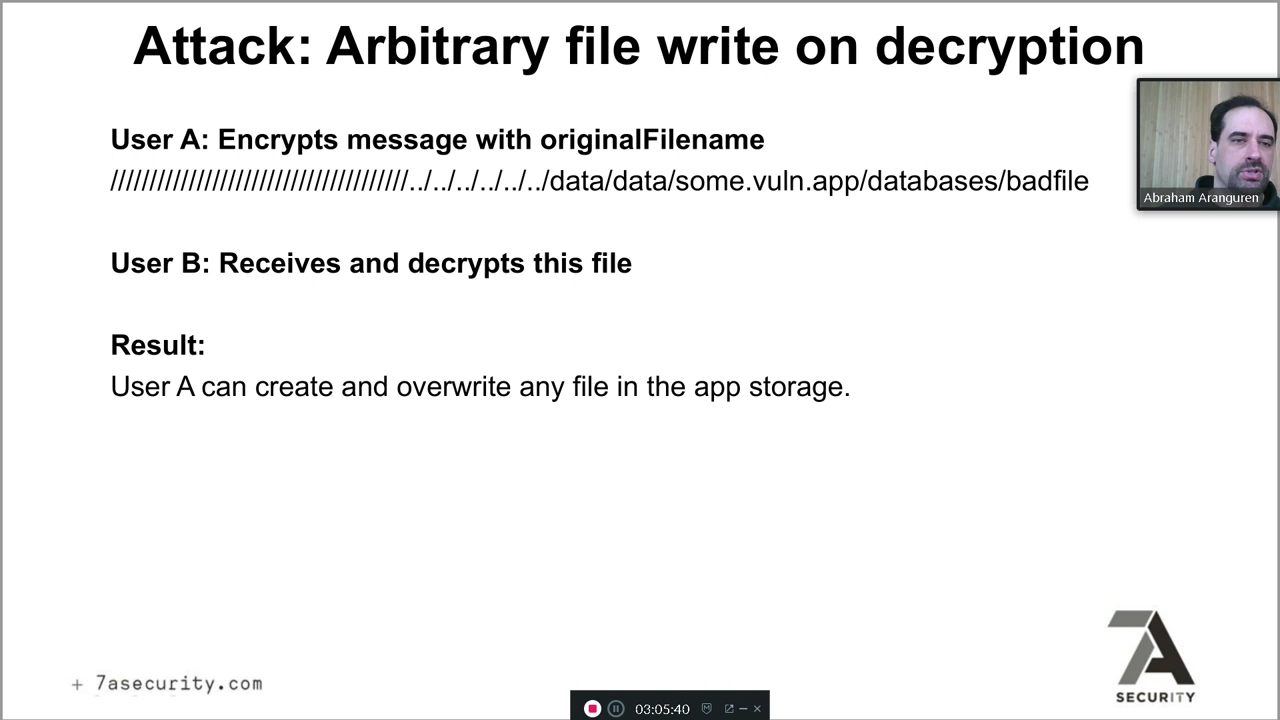 Attack: Arbitrary file write on decryption
User A: Encrypts message with originalFilename
//////////////////////////////////////../../../../../../data/data/some.vuln.app/databases/badfile
Abraham Aranguren
User B: Receives and decrypts this file
Result:
User A can create and overwrite any file in the app storage.
+ 7asecurity.com
7A
SECURITY
03:05:40